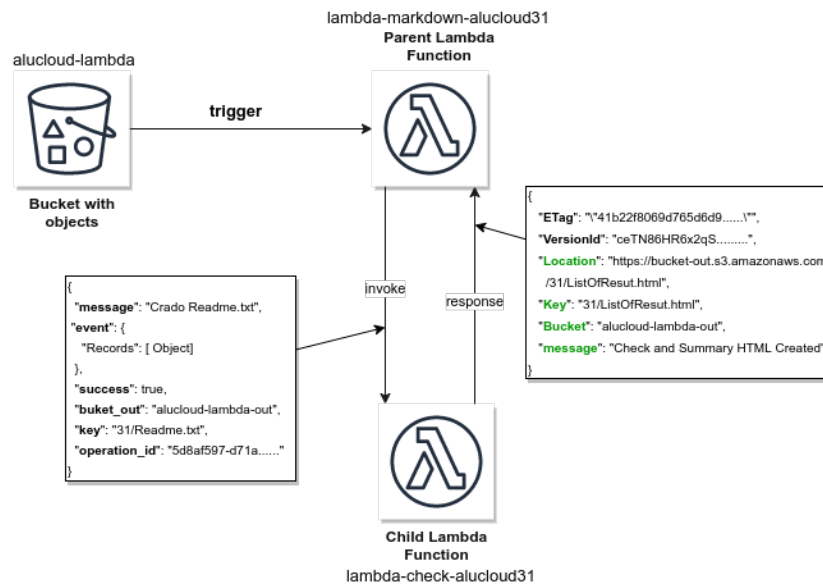 lambda-markdown-alucloud31
Parent Lambda
Function
alucloud-lambda
trigger
Bucket with
objects
{
"ETag": "\"41b22f8069d765d6d9......\"",
"VersionId": "ceTN86HR6x2qS.........",
"Location": "https://bucket-out.s3.amazonaws.com
/31/ListOfResut.html",
"Key": "31/ListOfResut.html",
"Bucket": "alucloud-lambda-out",
"message": "Check and Summary HTML Created"
}
invoke
response
{
"message": "Crado Readme.txt",
"event": {
"Records": [ Object]
},
"success": true,
"buket_out": "alucloud-lambda-out",
"key": "31/Readme.txt",
"operation_id": "5d8af597-d71a......"
}
Child Lambda
Function
lambda-check-alucloud31